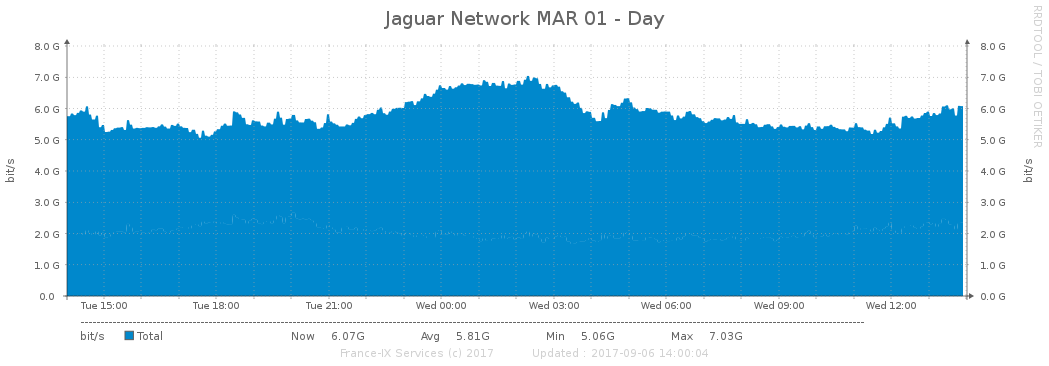 Jaguar Network MAR 01 - Day
RRDTOOL / TOBI OETIKER
8.0 G 8.0 G
7.0 G 7.0 G
6.0 G 6.0 G
5.0 G 5.0 G
4.0 G 4.0 G
3.0 G 3.0 G
2.0 G 2.0 G
1.0 G 1.0 G
0.0 0.0 G
bit/s
bit/s
Tue 15:00 Tue 18:00 Tue 21:00 Wed 00:00 Wed 03:00 Wed 06:00 Wed 09:00 Wed 12:00
bit/s Total Now 6.07G Avg 5.81G Min 5.06G Max 7.03G
France-IX Services (c) 2017 Updated : 2017-09-06 14:00:04